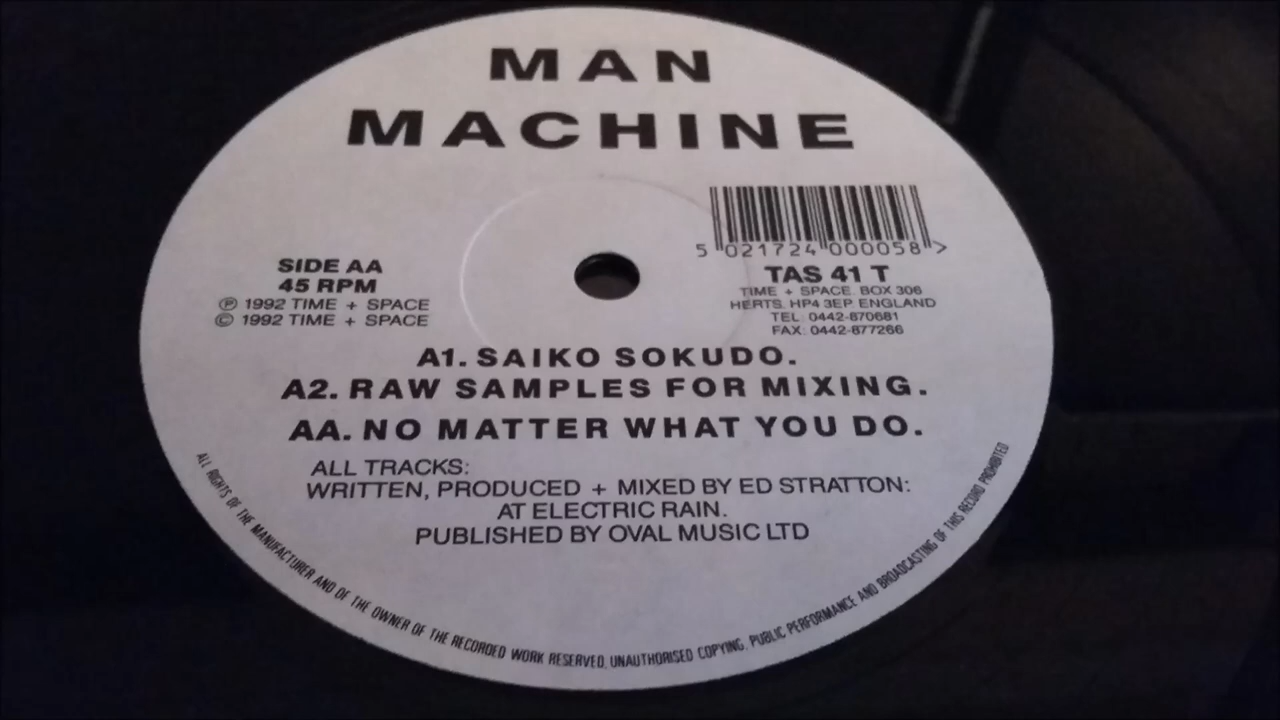 MAN
MACHINE
5 021724 000058 >
SIDE AA
45 RPM
℗ 1992 TIME + SPACE
© 1992 TIME + SPACE
TAS 41 T
TIME + SPACE. BOX 306
HERTS. HP4 3EP ENGLAND
TEL: 0442-870681
FAX: 0442-877266
A1. SAIKO SOKUDO.
A2. RAW SAMPLES FOR MIXING.
AA. NO MATTER WHAT YOU DO.
ALL TRACKS:
WRITTEN, PRODUCED + MIXED BY ED STRATTON:
AT ELECTRIC RAIN.
PUBLISHED BY OVAL MUSIC LTD
ALL RIGHTS OF THE MANUFACTURER AND OF THE OWNER OF THE RECORDED WORK RESERVED. UNAUTHORISED COPYING, PUBLIC PERFORMANCE AND BROADCASTING OF THIS RECORD PROHIBITED